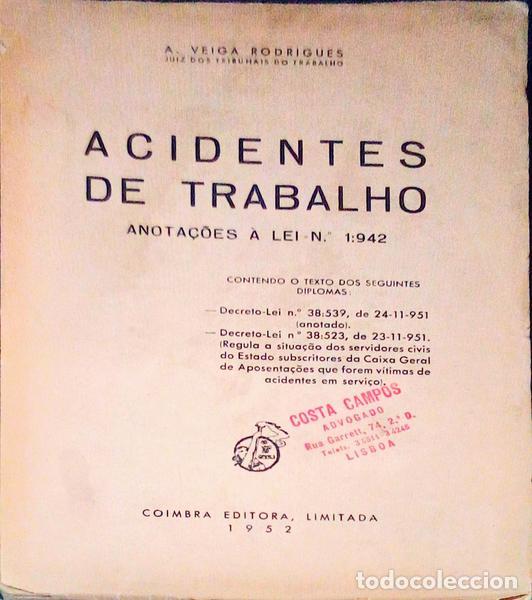 A. VEIGA RODRIGUES
JUIZ DOS TRIBUNAIS DO TRABALHO
ACIDENTES
DE TRABALHO
ANOTAÇÕES À LEI N.º 1:942
CONTENDO O TEXTO DOS SEGUINTES
DIPLOMAS:
— Decreto-Lei n.º 38:539, de 24-11-951
(anotado).
— Decreto-Lei n.º 38:523, de 23-11-951.
(Regula a situação dos servidores civis
do Estado subscritores da Caixa Geral
de Aposentações que forem vítimas de
acidentes em serviço).
COSTA CAMPOS
ADVOGADO
Rua Garrett, 74, 2.º D.
Telefs.
LISBOA
COIMBRA EDITORA, LIMITADA
1952
todocoleccion